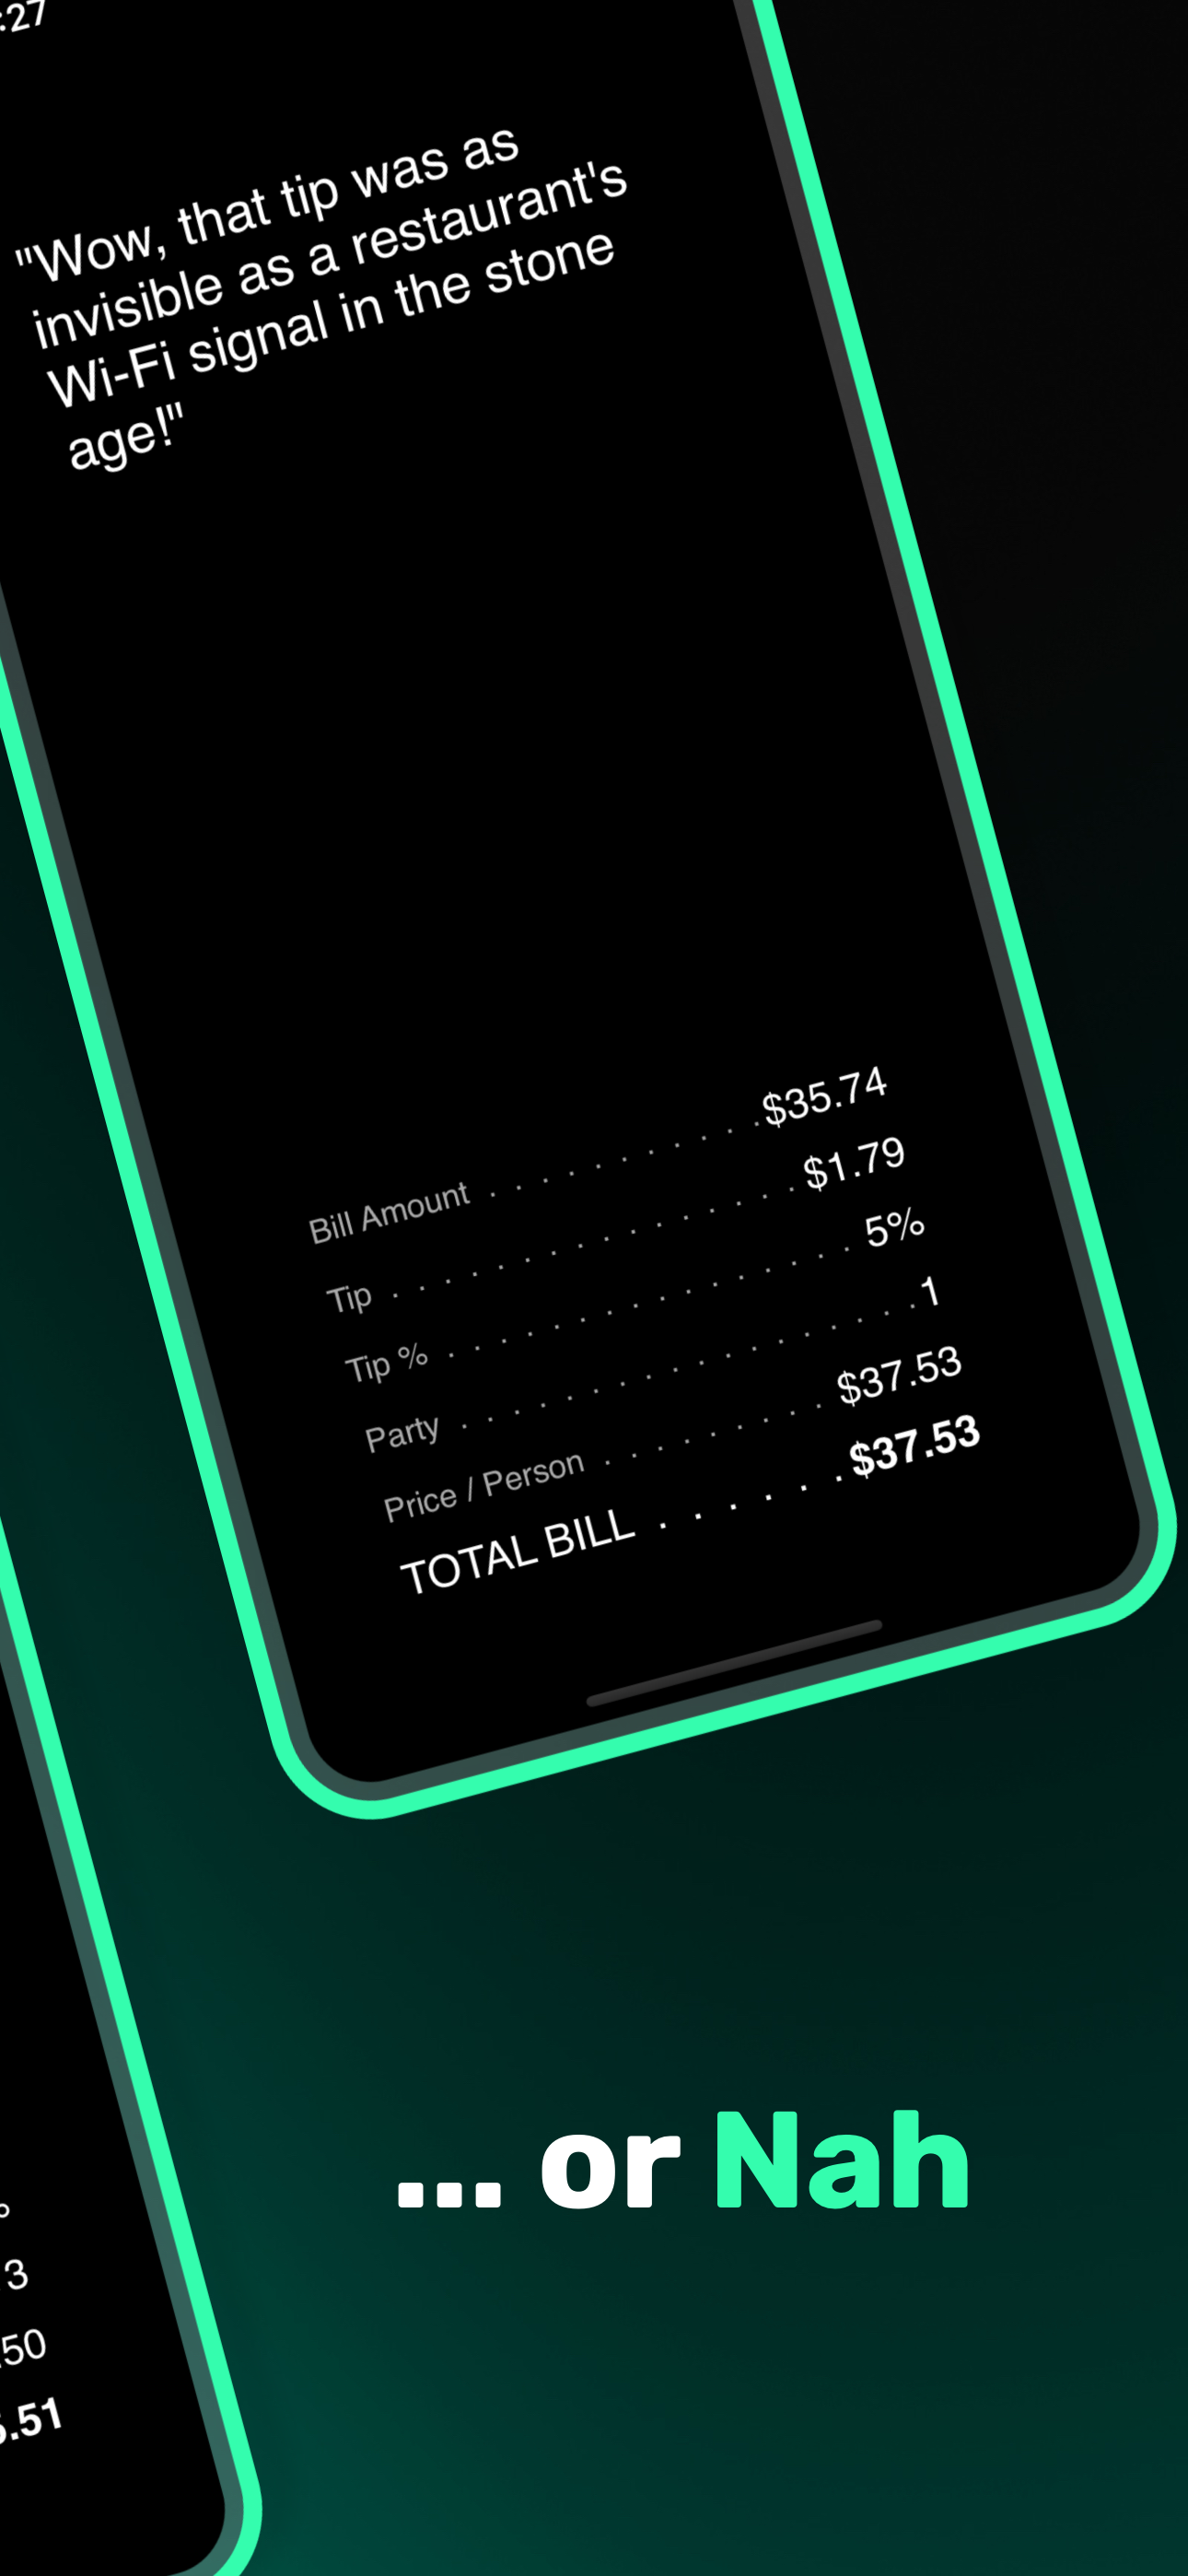 :27
"Wow, that tip was as
invisible as a restaurant's
Wi-Fi signal in the stone
age!"
Bill Amount . . . . . . . . . . . $35.74
Tip . . . . . . . . . . . . . . . . $1.79
Tip % . . . . . . . . . . . . . . . . 5%
Party . . . . . . . . . . . . . . . . . . 1
Price / Person . . . . . . . . . $37.53
TOTAL BILL . . . . . . $37.53
... or Nah
%
3
.50
.51